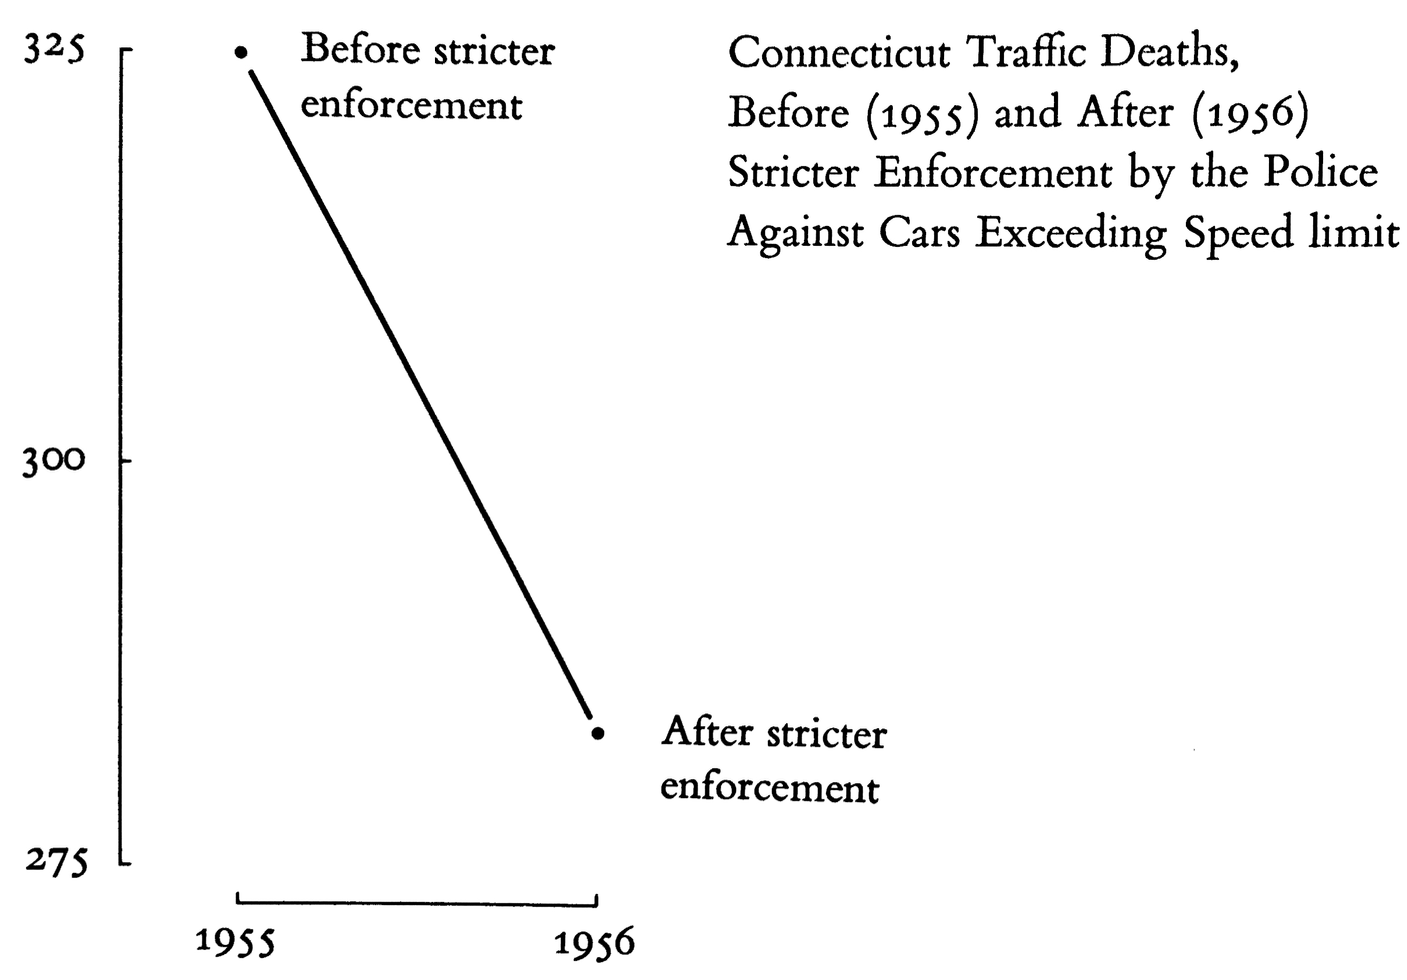 325
Before stricter
enforcement
Connecticut Traffic Deaths,
Before (1955) and After (1956)
Stricter Enforcement by the Police
Against Cars Exceeding Speed limit
300
After stricter
enforcement
275
1955
1956